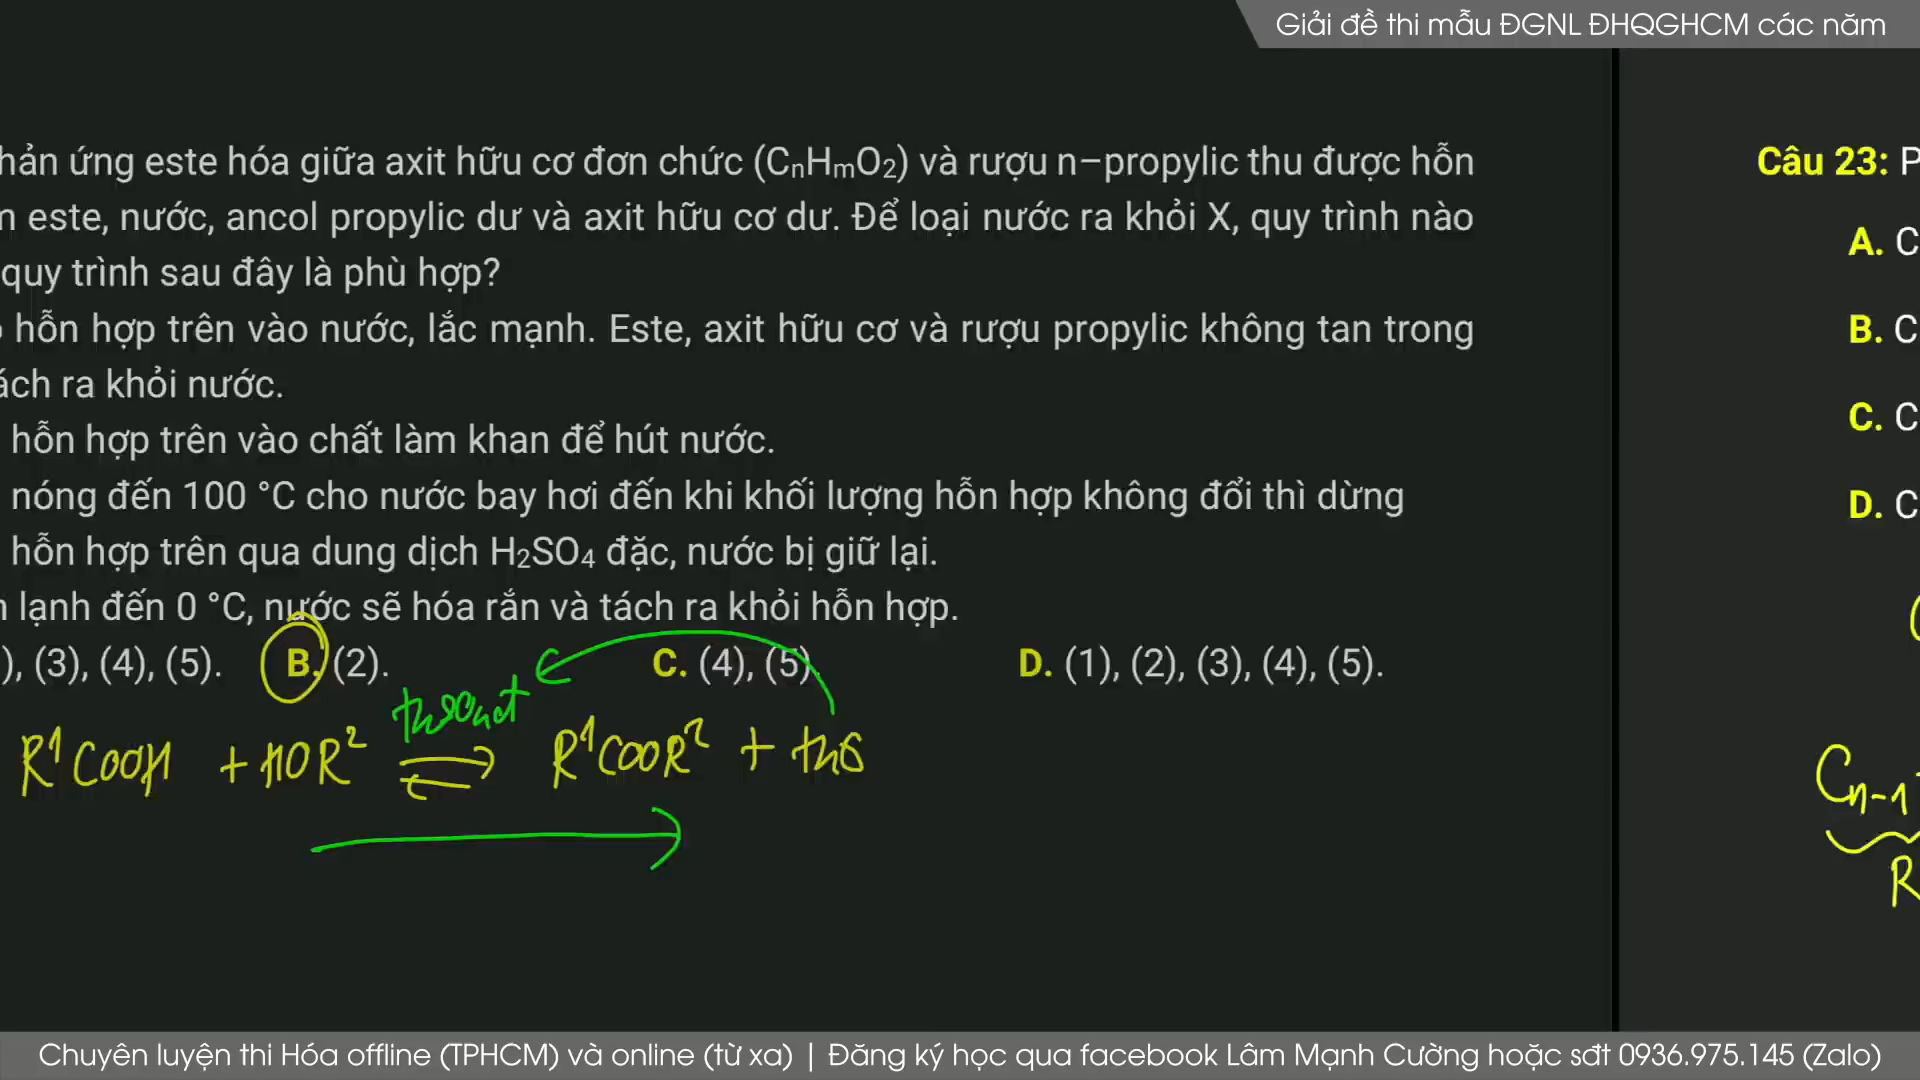 Giải đề thi mẫu ĐGNL ĐHQGHCM các năm
hản ứng este hóa giữa axit hữu cơ đơn chức (CnHmO2) và rượu n–propylic thu được hỗn
este, nước, ancol propylic dư và axit hữu cơ dư. Để loại nước ra khỏi X, quy trình nào
quy trình sau đây là phù hợp?
hỗn hợp trên vào nước, lắc mạnh. Este, axit hữu cơ và rượu propylic không tan trong
ách ra khỏi nước.
hỗn hợp trên vào chất làm khan để hút nước.
nóng đến 100 °C cho nước bay hơi đến khi khối lượng hỗn hợp không đổi thì dừng
hỗn hợp trên qua dung dịch H2SO4 đặc, nước bị giữ lại.
lạnh đến 0 °C, nước sẽ hóa rắn và tách ra khỏi hỗn hợp.
), (3), (4), (5). B. (2). C. (4), (5). D. (1), (2), (3), (4), (5).
R¹COOH + HOR² ⇌ R¹COOR² +
Câu 23: P
A. C
B. C
C. C
D. C
Cn-1
R
Chuyên luyện thi Hóa offline (TPHCM) và online (từ xa) | Đăng ký học qua facebook Lâm Mạnh Cường hoặc sđt 0936.975.145 (Zalo)